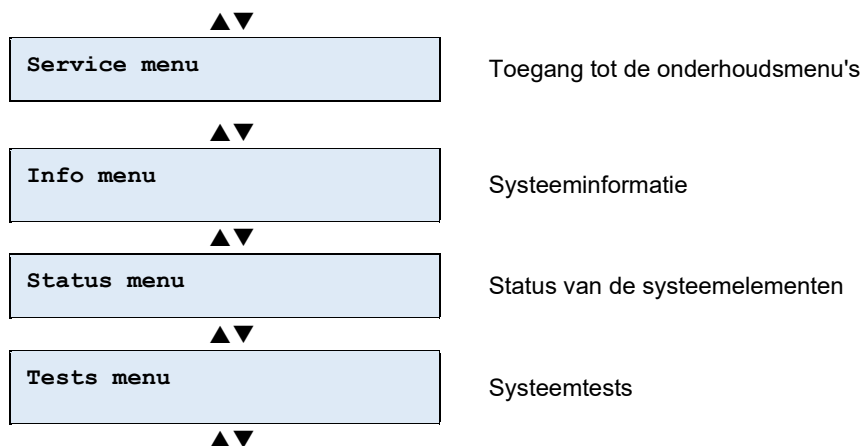 ▲▼
Service menu
Toegang tot de onderhoudsmenu's
▲▼
Info menu
Systeeminformatie
▲▼
Status menu
Status van de systeemelementen
▲▼
Tests menu
Systeemtests
▲▼